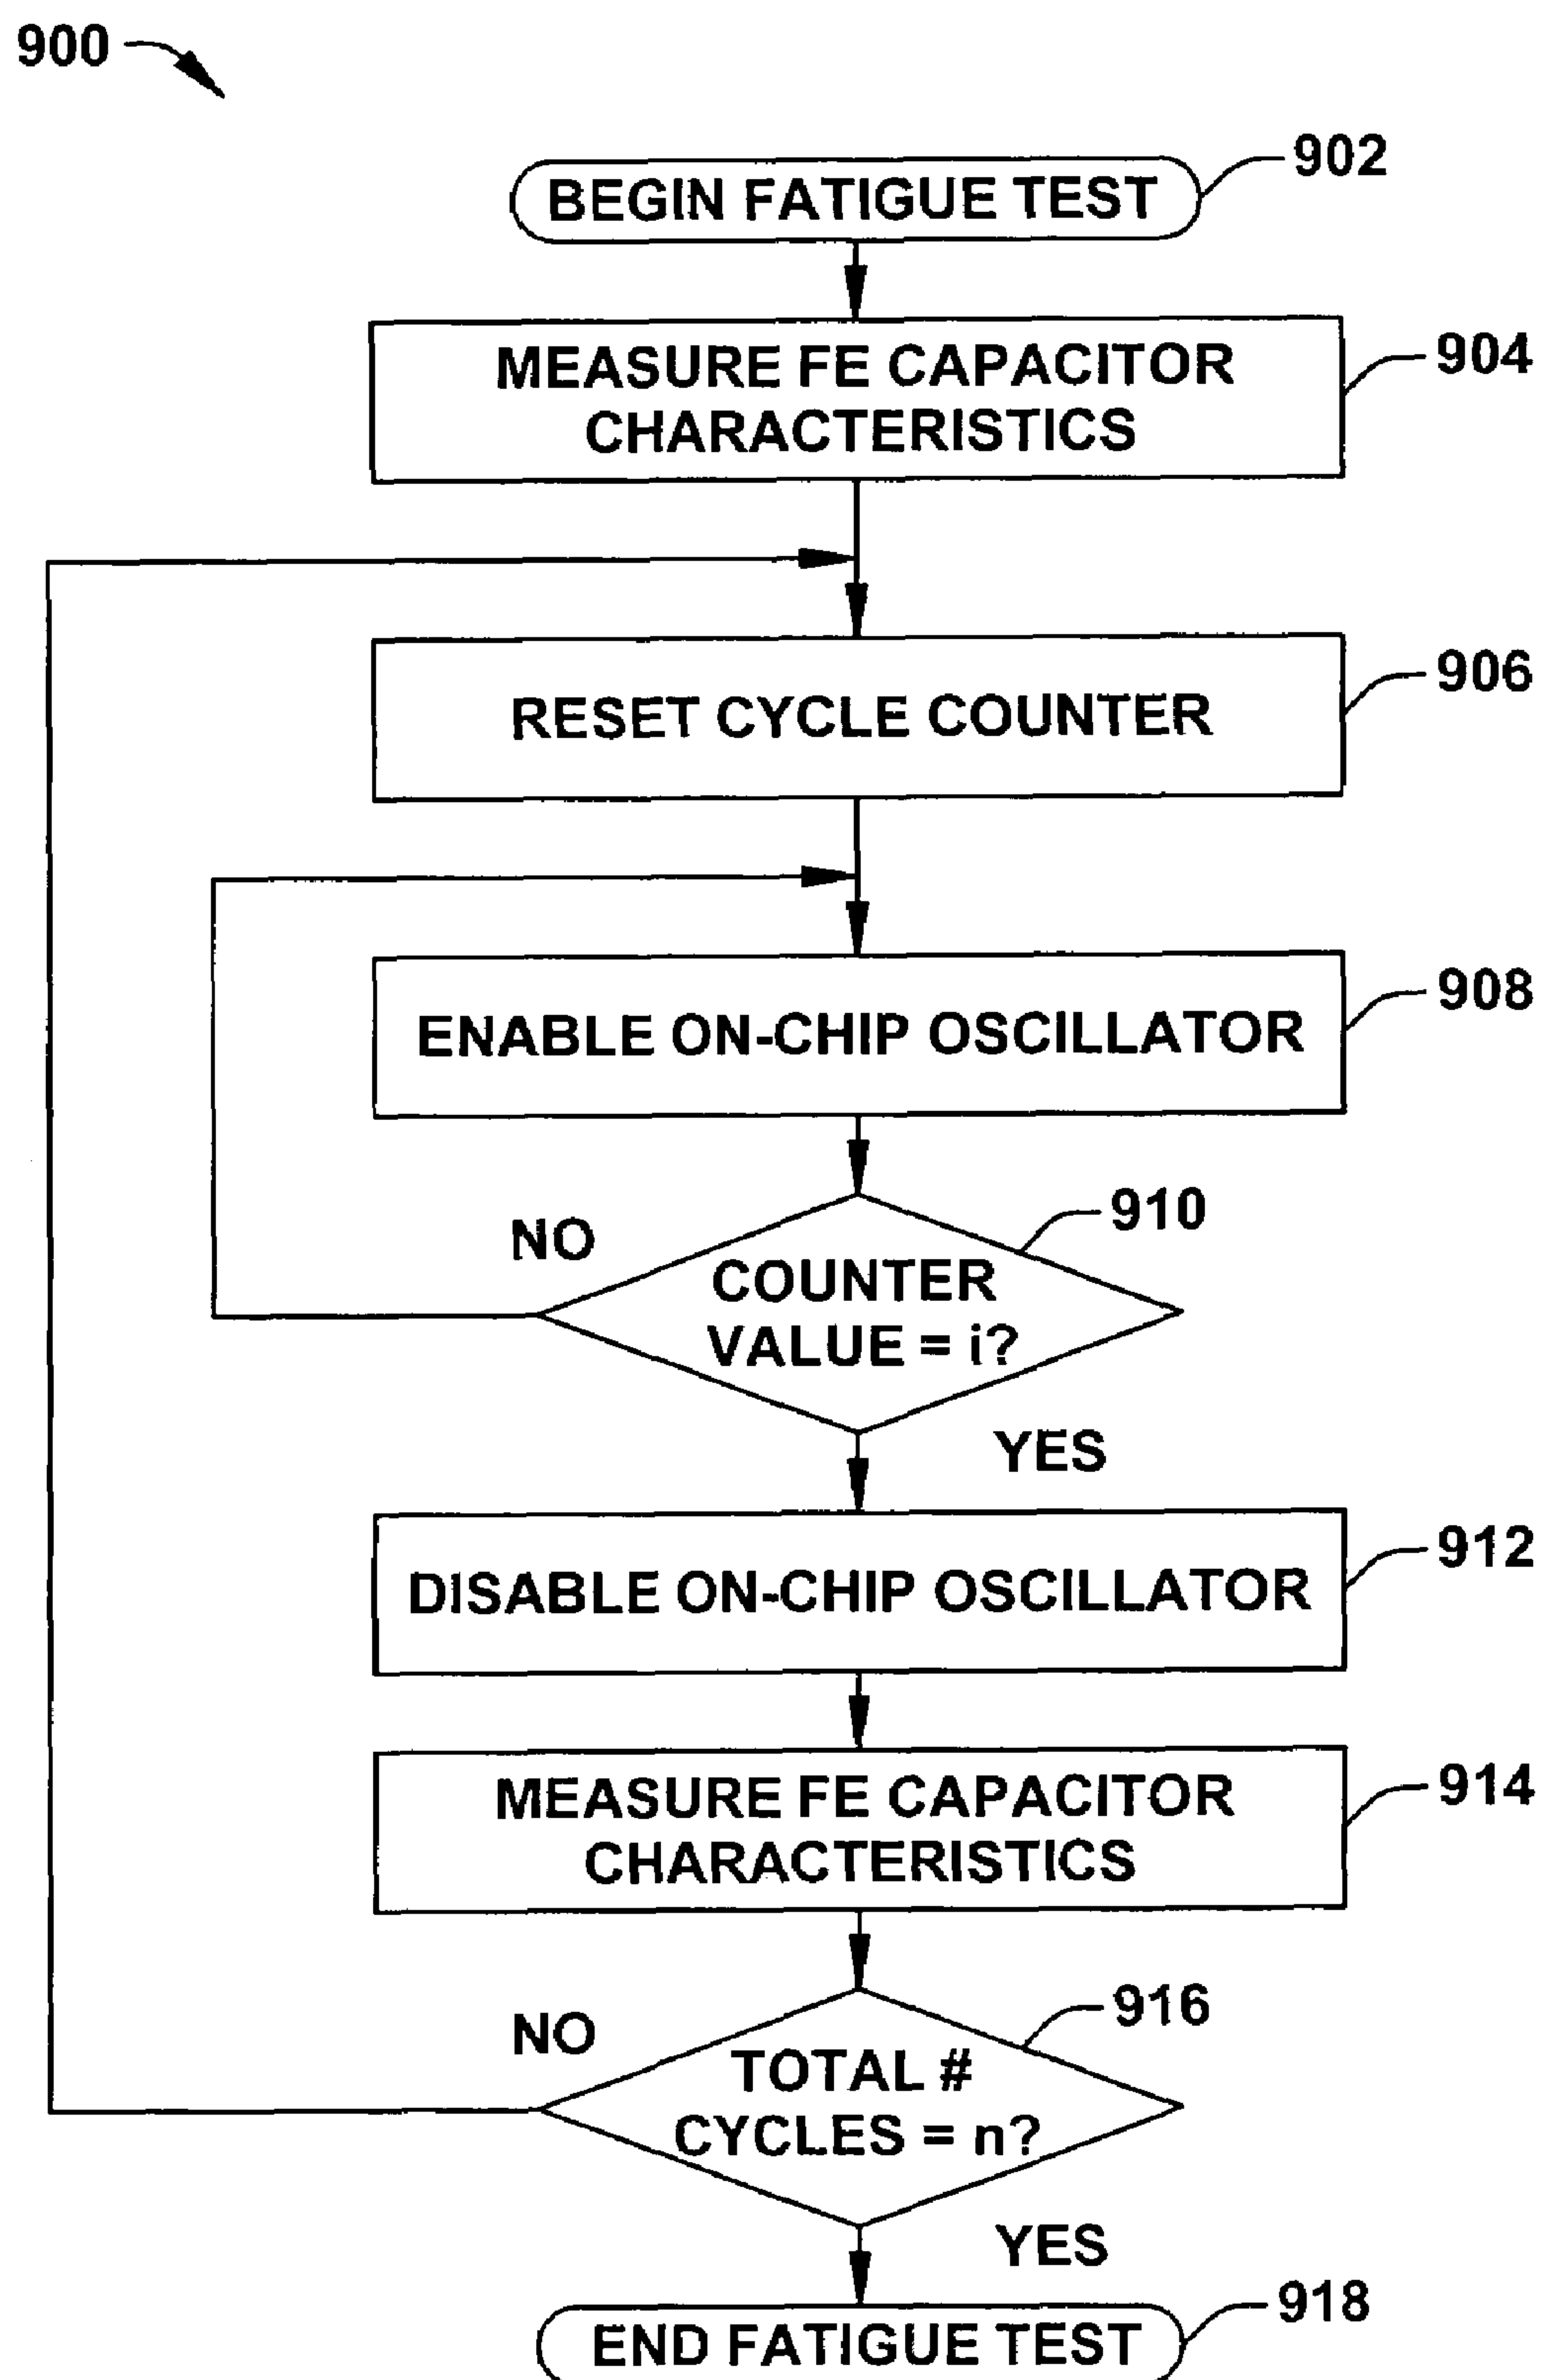 900
902
BEGIN FATIGUE TEST
904
MEASURE FE CAPACITOR
CHARACTERISTICS
906
RESET CYCLE COUNTER
908
ENABLE ON-CHIP OSCILLATOR
910
NO
COUNTER
VALUE = i?
YES
912
DISABLE ON-CHIP OSCILLATOR
914
MEASURE FE CAPACITOR
CHARACTERISTICS
916
NO
TOTAL #
CYCLES = n?
YES
918
END FATIGUE TEST